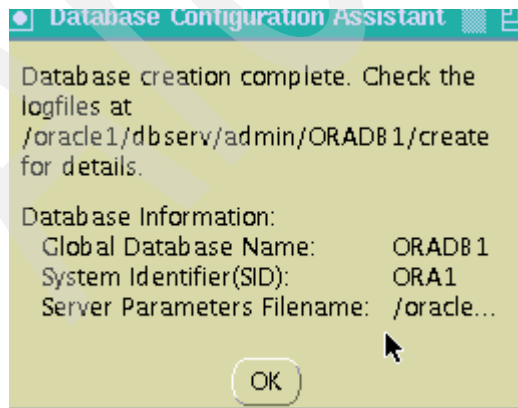 Database Configuration Assistant
Database creation complete. Check the
logfiles at
/oracle1/dbserv/admin/ORADB1/create
for details.
Database Information:
Global Database Name: ORADB1
System Identifier(SID): ORA1
Server Parameters Filename: /oracle...
OK